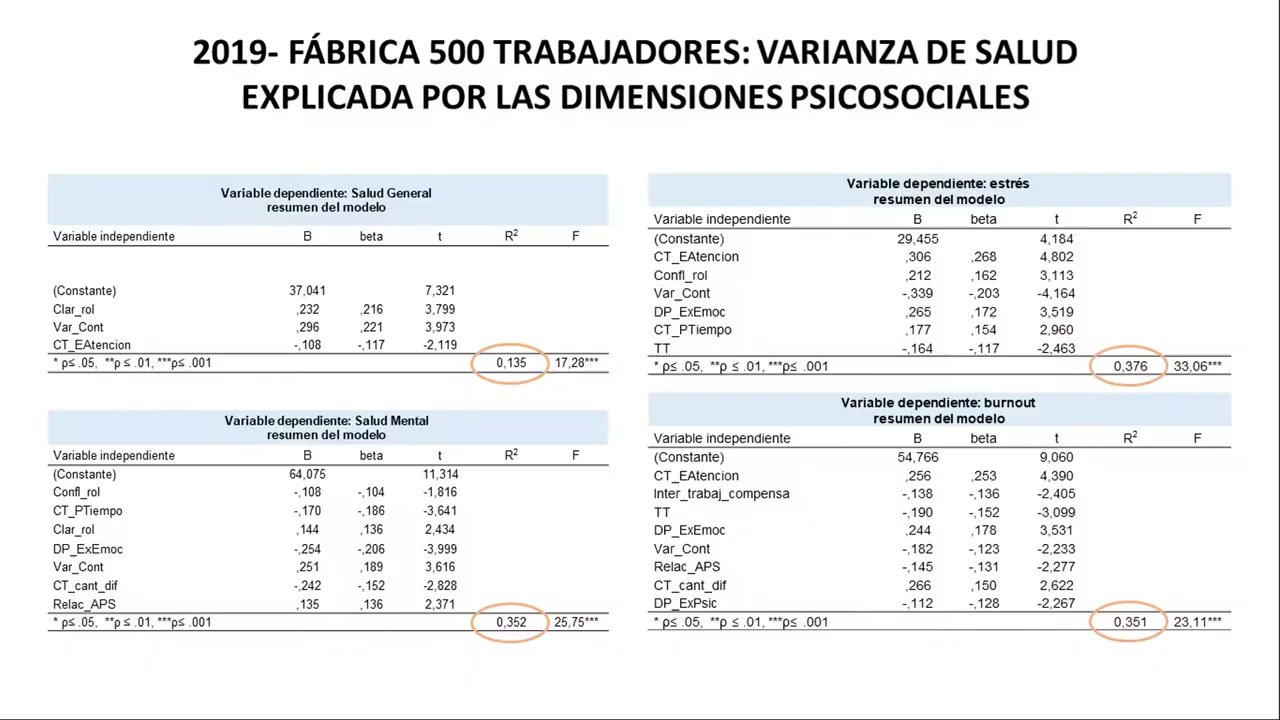 2019- FÁBRICA 500 TRABAJADORES: VARIANZA DE SALUD
EXPLICADA POR LAS DIMENSIONES PSICOSOCIALES
Variable dependiente: Salud General
resumen del modelo
Variable independiente B beta t R² F
(Constante) 37,041 7,321
Clar_rol ,232 ,216 3,799
Var_Cont ,296 ,221 3,973
CT_EAtencion -,108 -,117 -2,119
* ρ≤ .05, **ρ ≤ .01, ***ρ≤ .001 0,135 17,28***
Variable dependiente: Salud Mental
resumen del modelo
Variable independiente B beta t R² F
(Constante) 64,075 11,314
Confl_rol -,108 -,104 -1,816
CT_PTiempo -,170 -,186 -3,641
Clar_rol ,144 ,136 2,434
DP_ExEmoc -,254 -,206 -3,999
Var_Cont ,251 ,189 3,616
CT_cant_dif -,242 -,152 -2,828
Relac_APS ,135 ,136 2,371
* ρ≤ .05, **ρ ≤ .01, ***ρ≤ .001 0,352 25,75***
Variable dependiente: estrés
resumen del modelo
Variable independiente B beta t R² F
(Constante) 29,455 4,184
CT_EAtencion ,306 ,268 4,802
Confl_rol ,212 ,162 3,113
Var_Cont -,339 -,203 -4,164
DP_ExEmoc ,265 ,172 3,519
CT_PTiempo ,177 ,154 2,960
TT -,164 -,117 -2,463
* ρ≤ .05, **ρ ≤ .01, ***ρ≤ .001 0,376 33,06***
Variable dependiente: burnout
resumen del modelo
Variable independiente B beta t R² F
(Constante) 54,766 9,060
CT_EAtencion ,256 ,253 4,390
Inter_trabaj_compensa -,138 -,136 -2,405
TT -,190 -,152 -3,099
DP_ExEmoc ,244 ,178 3,531
Var_Cont -,182 -,123 -2,233
Relac_APS -,145 -,131 -2,277
CT_cant_dif ,266 ,150 2,622
DP_ExPsic -,112 -,128 -2,267
* ρ≤ .05, **ρ ≤ .01, ***ρ≤ .001 0,351 23,11***